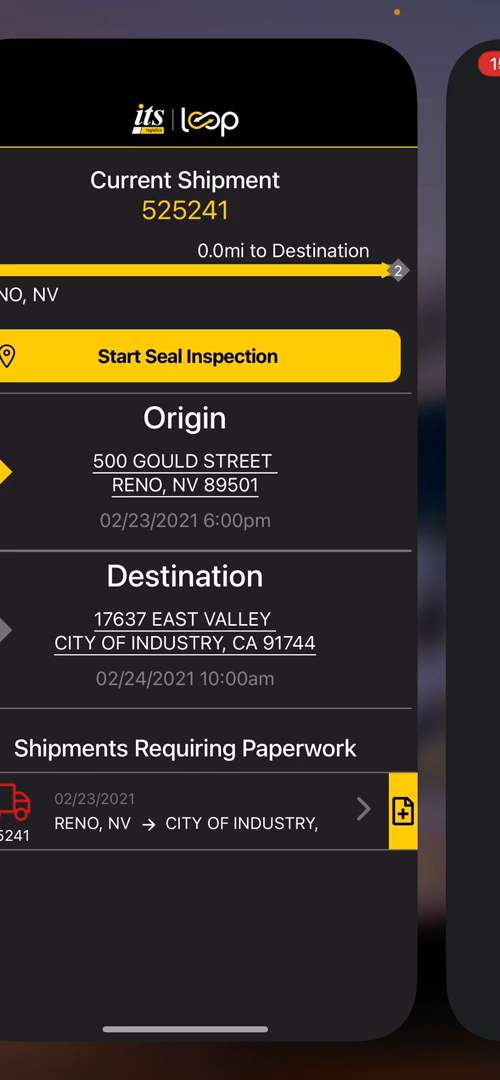 its
logistics
loop
Current Shipment
525241
0.0mi to Destination
2
NO, NV
Start Seal Inspection
Origin
500 GOULD STREET
RENO, NV 89501
02/23/2021 6:00pm
Destination
17637 EAST VALLEY
CITY OF INDUSTRY, CA 91744
02/24/2021 10:00am
Shipments Requiring Paperwork
02/23/2021
RENO, NV → CITY OF INDUSTRY,
5241